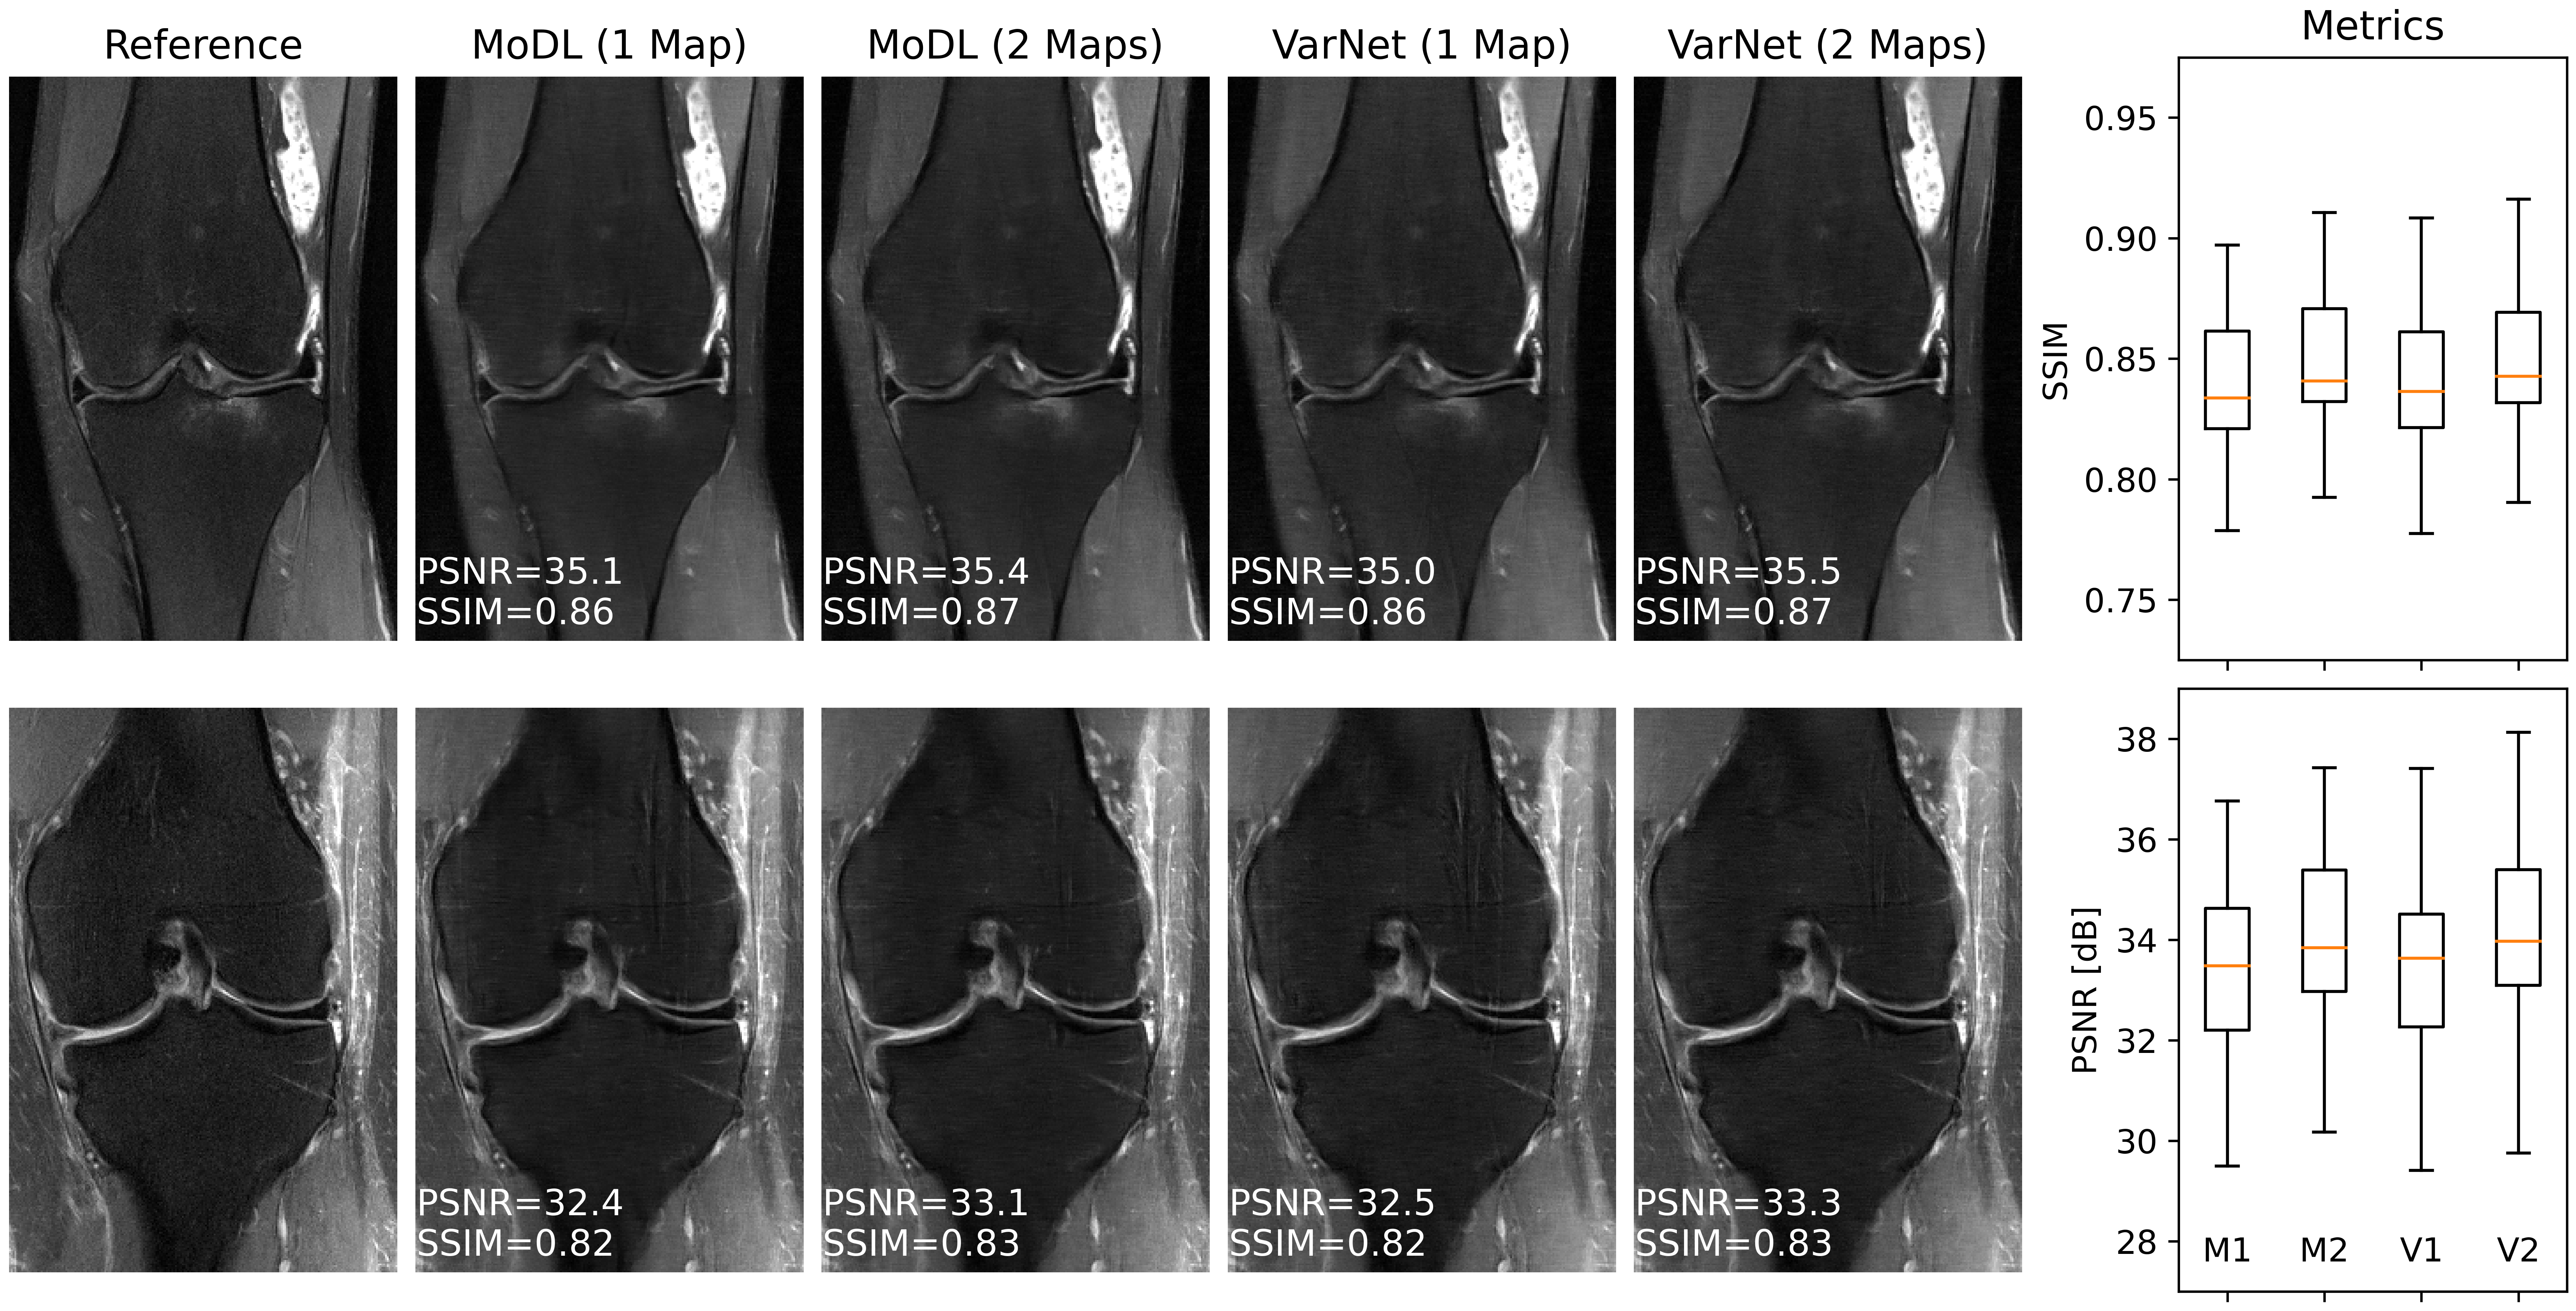 Reference
MoDL (1 Map)
MoDL (2 Maps)
VarNet (1 Map)
VarNet (2 Maps)
Metrics
PSNR=35.1
SSIM=0.86
PSNR=35.4
SSIM=0.87
PSNR=35.0
SSIM=0.86
PSNR=35.5
SSIM=0.87
SSIM
0.95
0.90
0.85
0.80
0.75
PSNR=32.4
SSIM=0.82
PSNR=33.1
SSIM=0.83
PSNR=32.5
SSIM=0.82
PSNR=33.3
SSIM=0.83
PSNR [dB]
38
36
34
32
30
28
M1 M2 V1 V2